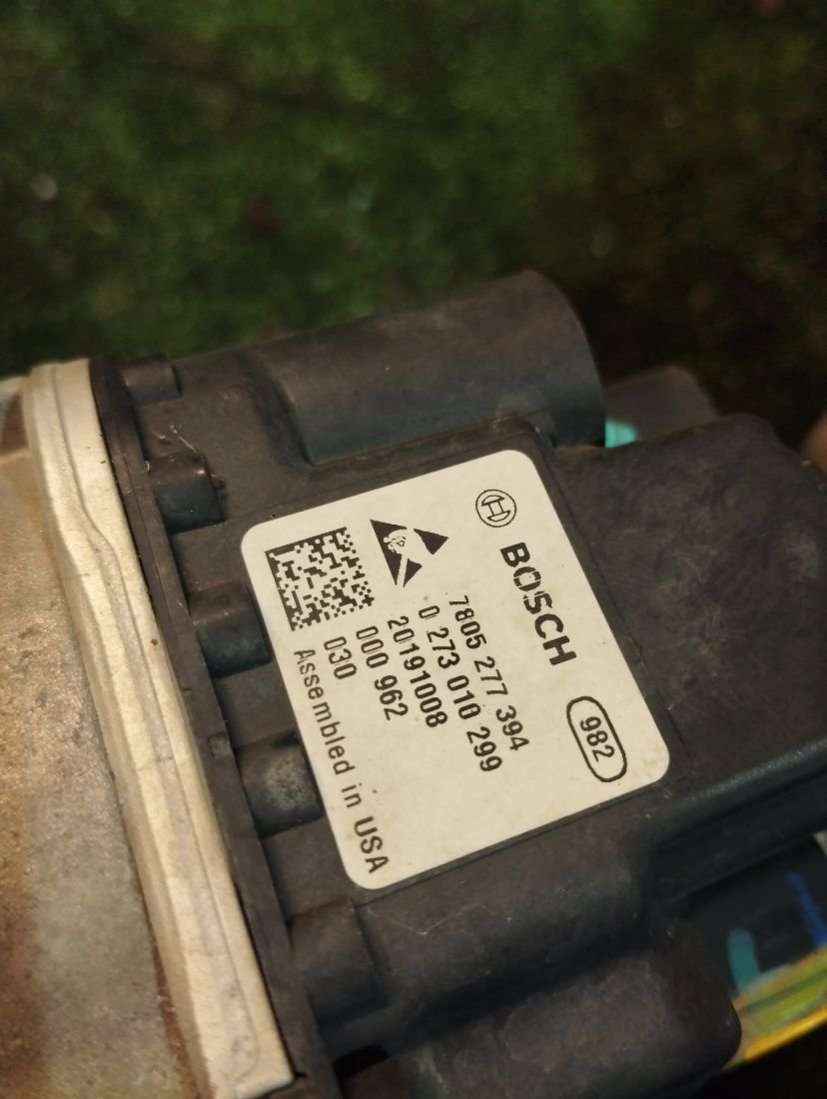 BOSCH
982
7805 277 394
0 273 010 299
20191008
000 962
030
Assembled in USA